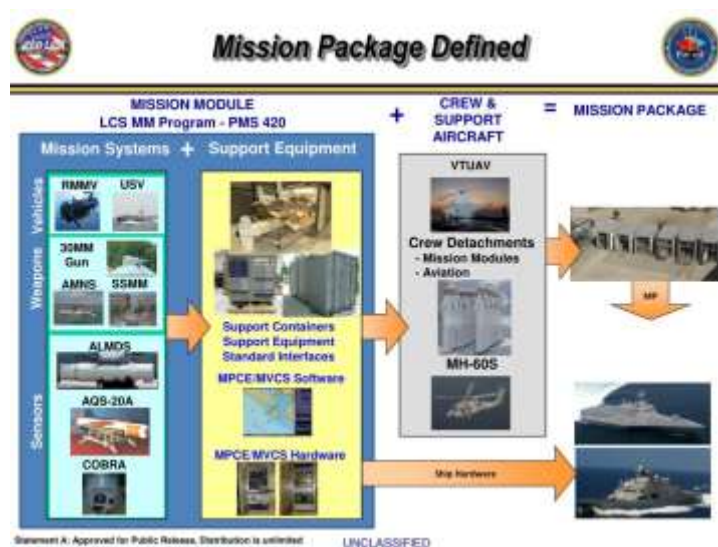 Mission Package Defined
MISSION MODULE
LCS MM Program - PMS 420
+
CREW &
SUPPORT
AIRCRAFT
=
MISSION PACKAGE
Mission Systems + Support Equipment
Vehicles
RMMV
USV
Weapons
30MM
Gun
AMNS
SSMM
Sensors
ALMDS
AQS-20A
COBRA
Support Containers
Support Equipment
Standard Interfaces
MPCE/MVCS Software
MPCE/MVCS Hardware
VTUAV
Crew Detachments
- Mission Modules
- Aviation
MH-60S
MP
Ship Hardware
Statement A: Approved for Public Release, Distribution is unlimited
UNCLASSIFIED